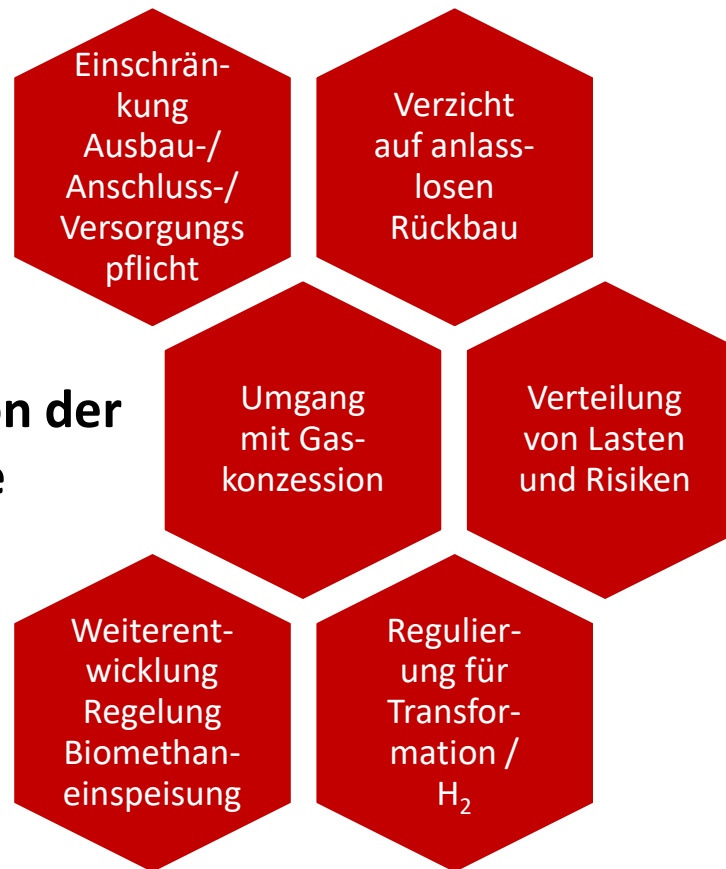 Einschrän-
kung
Ausbau-/
Anschluss-/
Versorgungs
pflicht
Verzicht
auf anlass-
losen
Rückbau
der
Umgang
mit Gas-
konzession
Verteilung
von Lasten
und Risiken
Weiterent-
wicklung
Regelung
Biomethan-
einspeisung
Regulier-
ung für
Transfor-
mation /
H₂